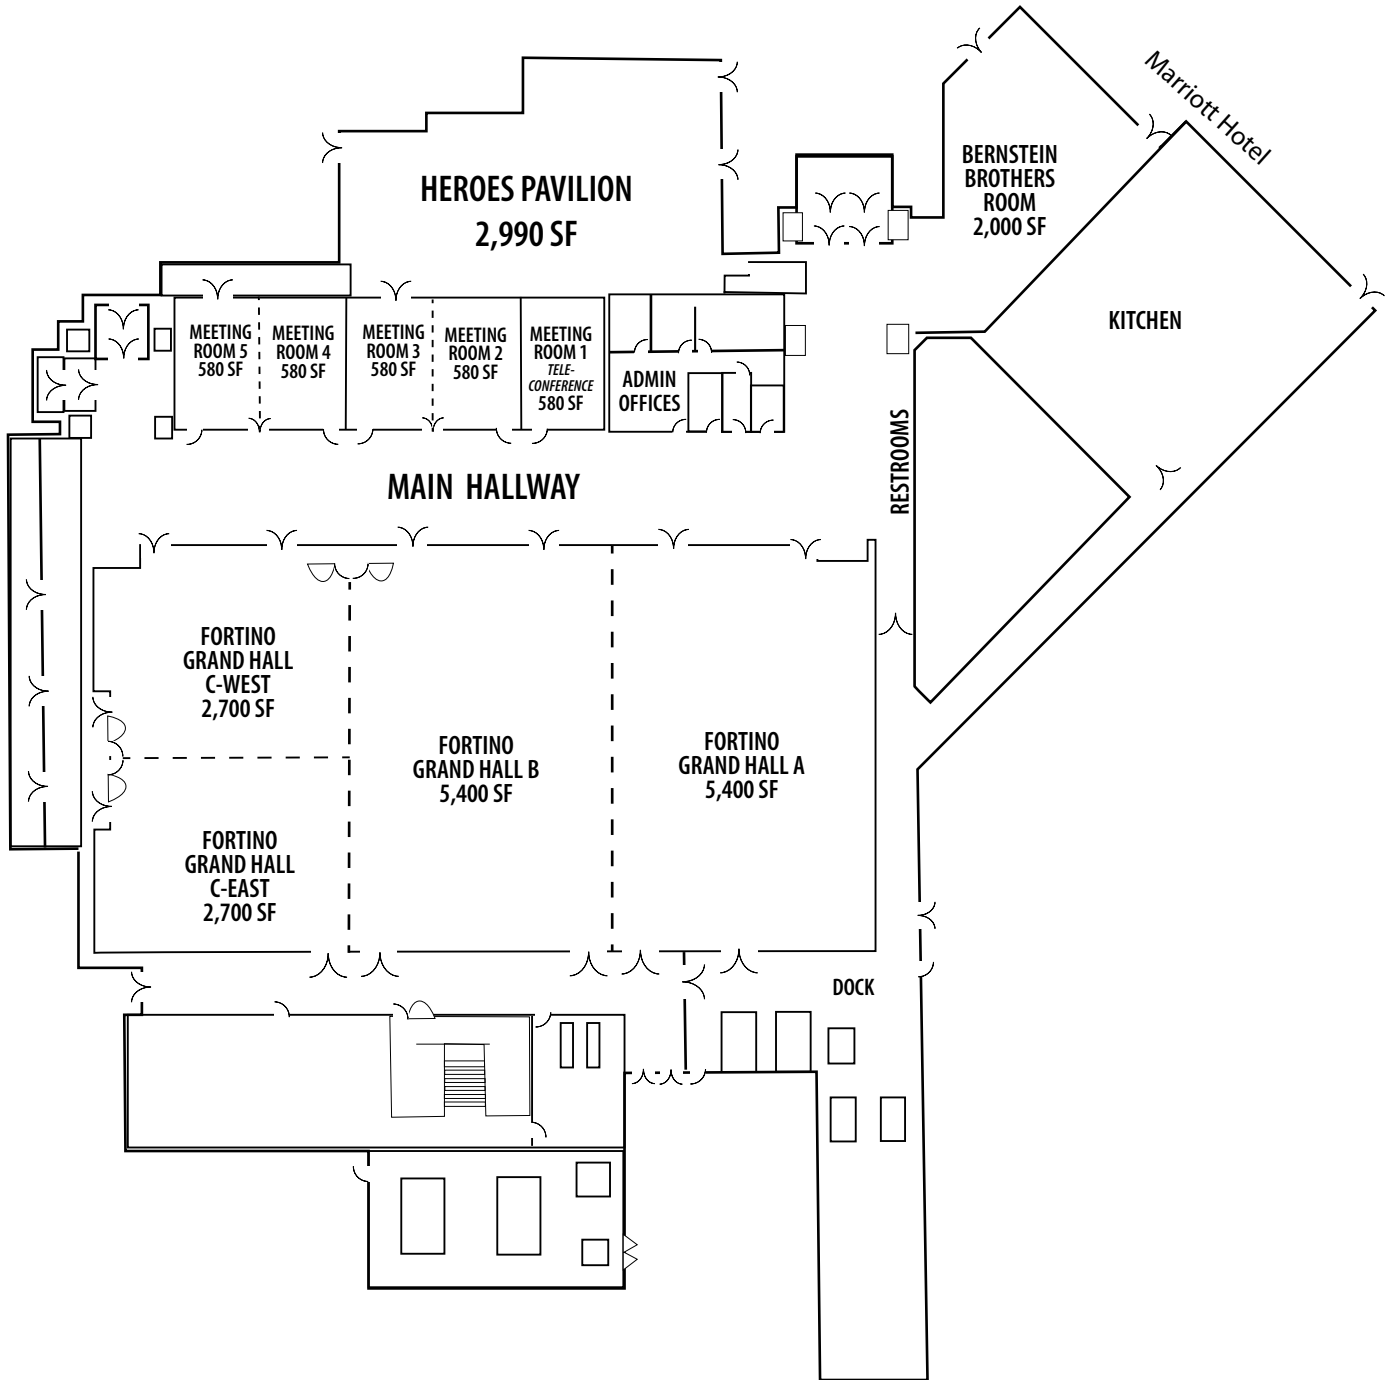 Marriott Hotel
BERNSTEIN
BROTHERS
ROOM
2,000 SF
HEROES PAVILION
2,990 SF
KITCHEN
MEETING
ROOM 5
580 SF
MEETING
ROOM 4
580 SF
MEETING
ROOM 3
580 SF
MEETING
ROOM 2
580 SF
MEETING
ROOM 1
TELE-
CONFERENCE
580 SF
ADMIN
OFFICES
RESTROOMS
MAIN HALLWAY
FORTINO
GRAND HALL
C-WEST
2,700 SF
FORTINO
GRAND HALL B
5,400 SF
FORTINO
GRAND HALL A
5,400 SF
FORTINO
GRAND HALL
C-EAST
2,700 SF
DOCK